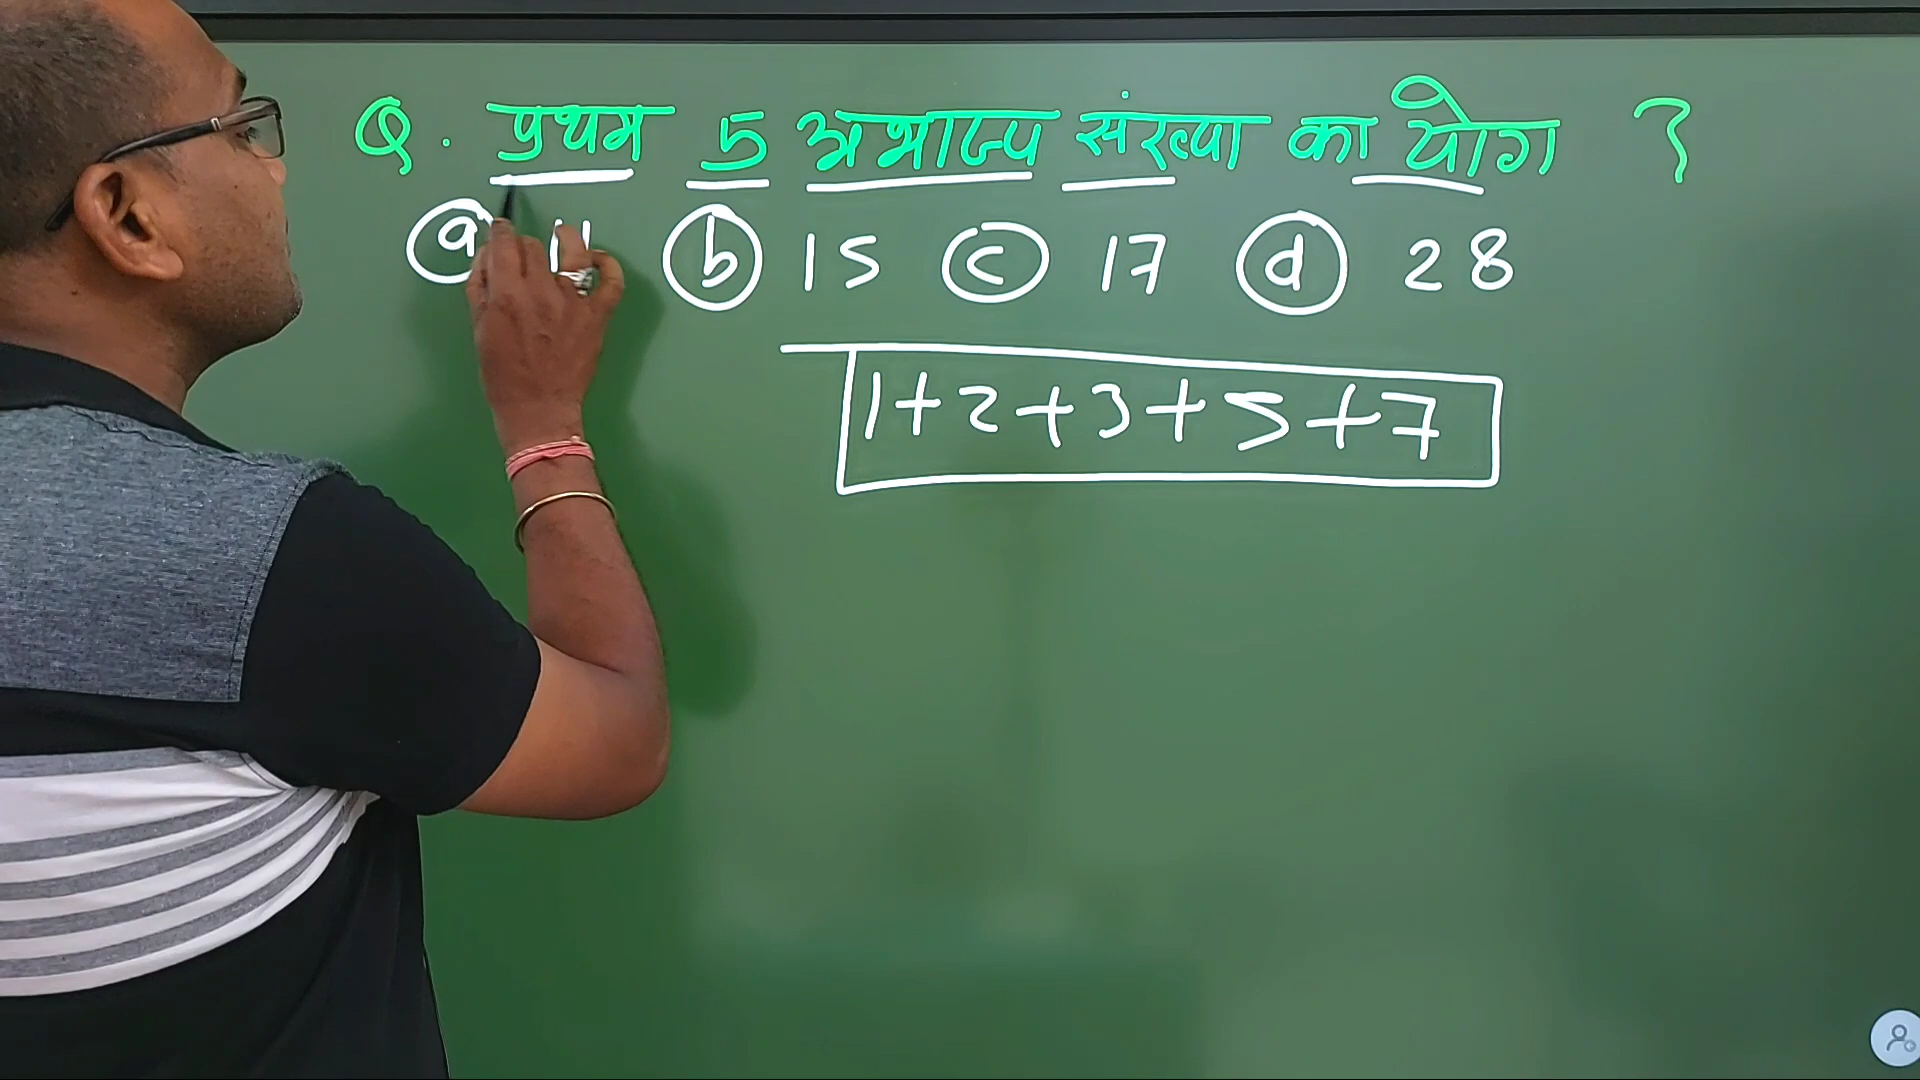 Q. प्रथम 5 अभाज्य संख्या का योग ?
(a) 11 (b) 15 (c) 17 (d) 28
1+2+3+5+7